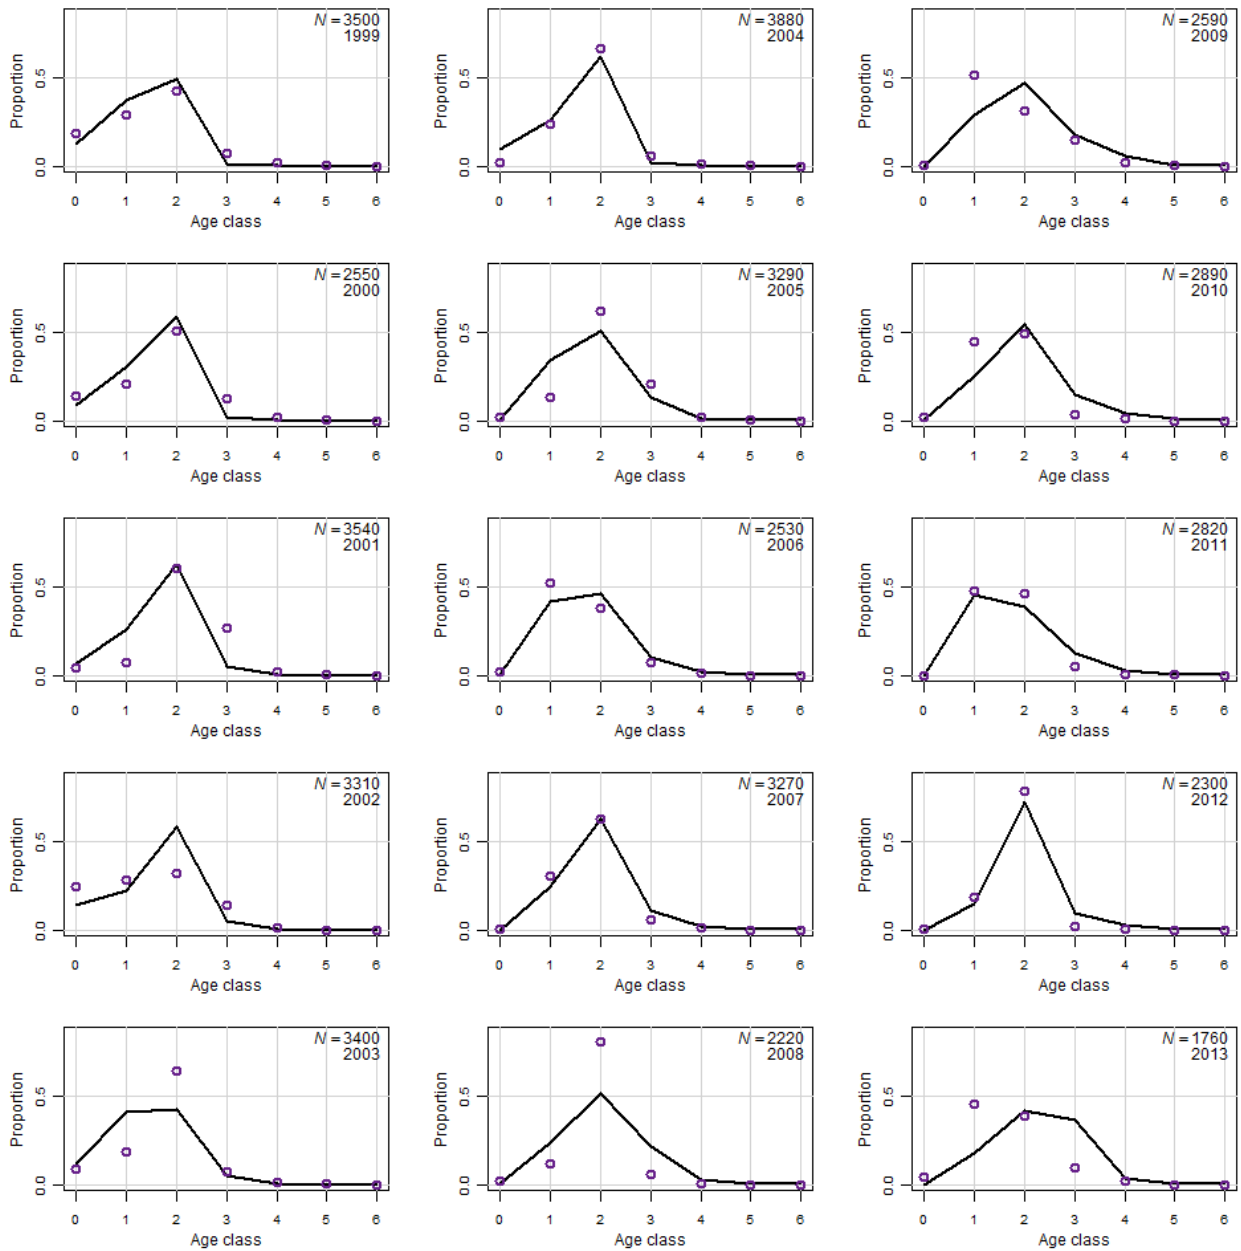 N =3500
1999
Proportion
0.5
0.0
0 1 2 3 4 5 6
Age class
N =3880
2004
Proportion
0.5
0.0
0 1 2 3 4 5 6
Age class
N =2590
2009
Proportion
0.5
0.0
0 1 2 3 4 5 6
Age class
N =2550
2000
Proportion
0.5
0.0
0 1 2 3 4 5 6
Age class
N =3290
2005
Proportion
0.5
0.0
0 1 2 3 4 5 6
Age class
N =2890
2010
Proportion
0.5
0.0
0 1 2 3 4 5 6
Age class
N =3540
2001
Proportion
0.5
0.0
0 1 2 3 4 5 6
Age class
N =2530
2006
Proportion
0.5
0.0
0 1 2 3 4 5 6
Age class
N =2820
2011
Proportion
0.5
0.0
0 1 2 3 4 5 6
Age class
N =3310
2002
Proportion
0.5
0.0
0 1 2 3 4 5 6
Age class
N =3270
2007
Proportion
0.5
0.0
0 1 2 3 4 5 6
Age class
N =2300
2012
Proportion
0.5
0.0
0 1 2 3 4 5 6
Age class
N =3400
2003
Proportion
0.5
0.0
0 1 2 3 4 5 6
Age class
N =2220
2008
Proportion
0.5
0.0
0 1 2 3 4 5 6
Age class
N =1760
2013
Proportion
0.5
0.0
0 1 2 3 4 5 6
Age class